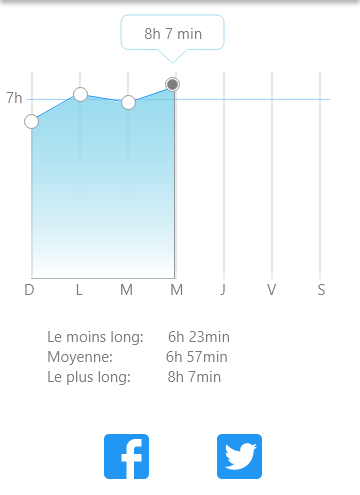 8h 7 min
7h
D L M M J V S
Le moins long: 6h 23min
Moyenne: 6h 57min
Le plus long: 8h 7min